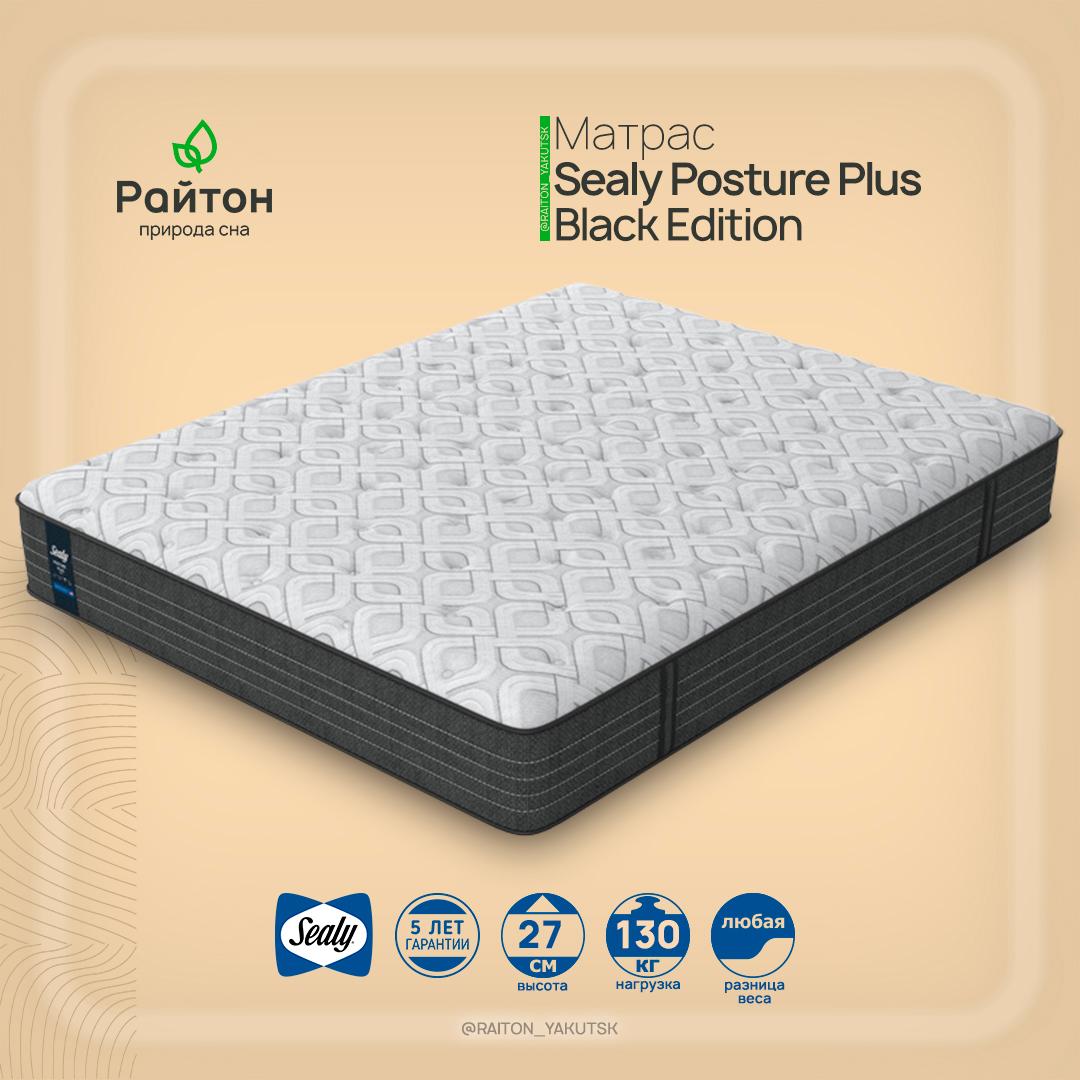 Райтон
природа сна
@RAITON_YAKUTSK
Матрас
Sealy Posture Plus
Black Edition
Sealy
Sealy
5 ЛЕТ
ГАРАНТИИ
27
СМ
высота
130
КГ
нагрузка
любая
разница
веса
@RAITON_YAKUTSK